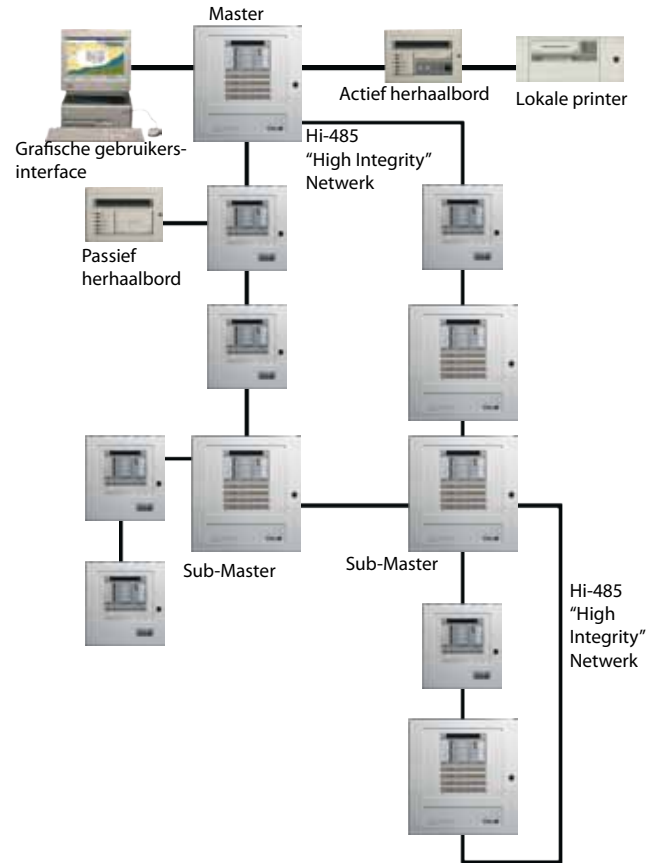 Master
Actief herhaalbord
Lokale printer
Grafische gebruikers-
interface
Hi-485
“High Integrity”
Netwerk
Passief
herhaalbord
Sub-Master
Sub-Master
Hi-485
“High
Integrity”
Netwerk